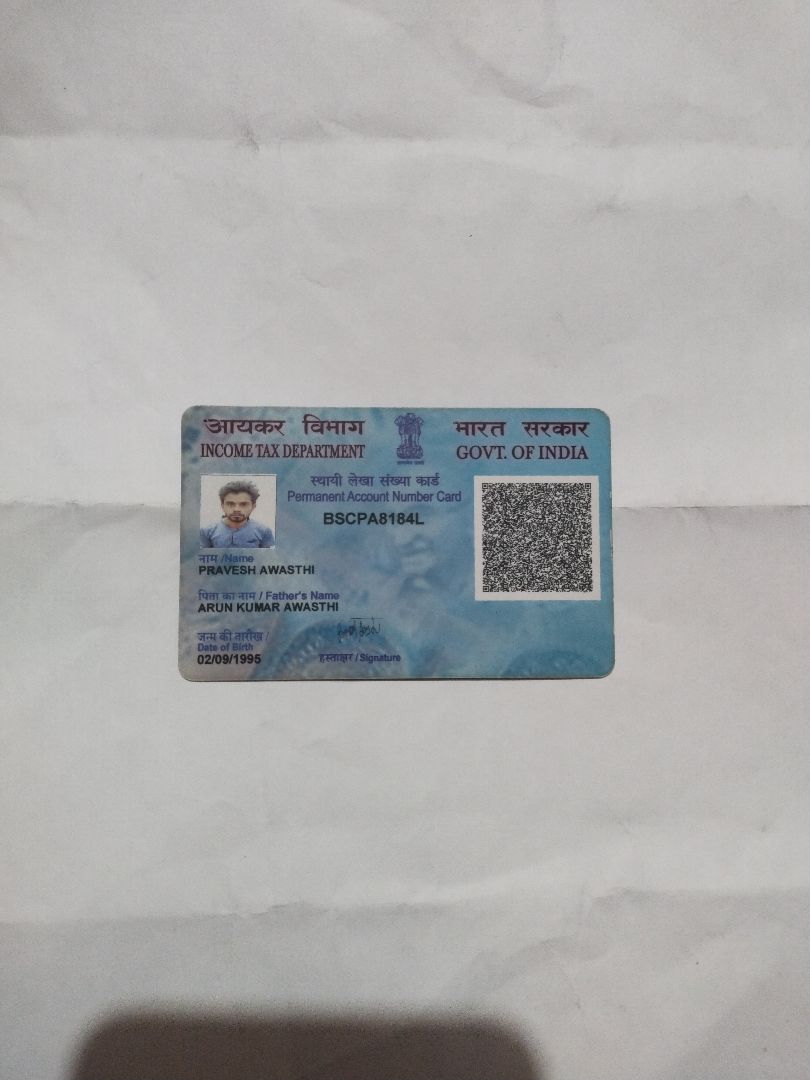 आयकर विभाग
INCOME TAX DEPARTMENT
भारत सरकार
GOVT. OF INDIA
स्थायी लेखा संख्या कार्ड
Permanent Account Number Card
BSCPA8184L
नाम /Name
PRAVESH AWASTHI
पिता का नाम / Father's Name
ARUN KUMAR AWASTHI
जन्म की तारीख /
Date of Birth
02/09/1995
हस्ताक्षर / Signature